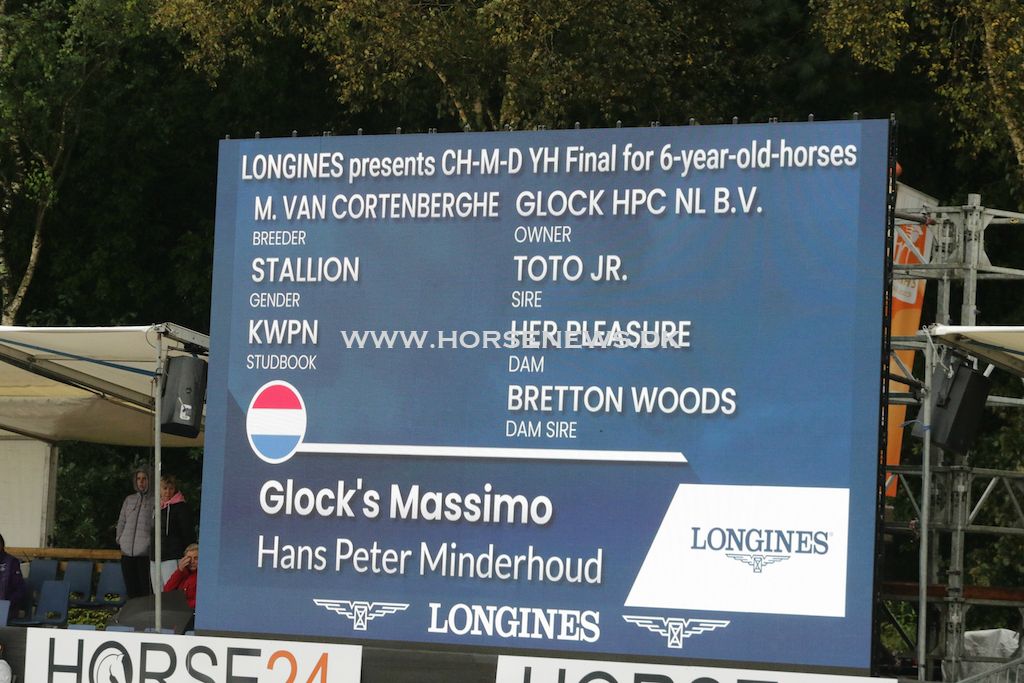 LONGINES presents CH-M-D YH Final for 6-year-old-horses
M. VAN CORTENBERGHE GLOCK HPC NL B.V.
BREEDER OWNER
STALLION TOTO JR.
GENDER SIRE
KWPN HER PLEASURE
WWW.HORSENEWS.DK
STUDBOOK DAM
BRETTON WOODS
DAM SIRE
Glock's Massimo
Hans Peter Minderhoud
LONGINES
LONGINES
HORSE24
HORSE24